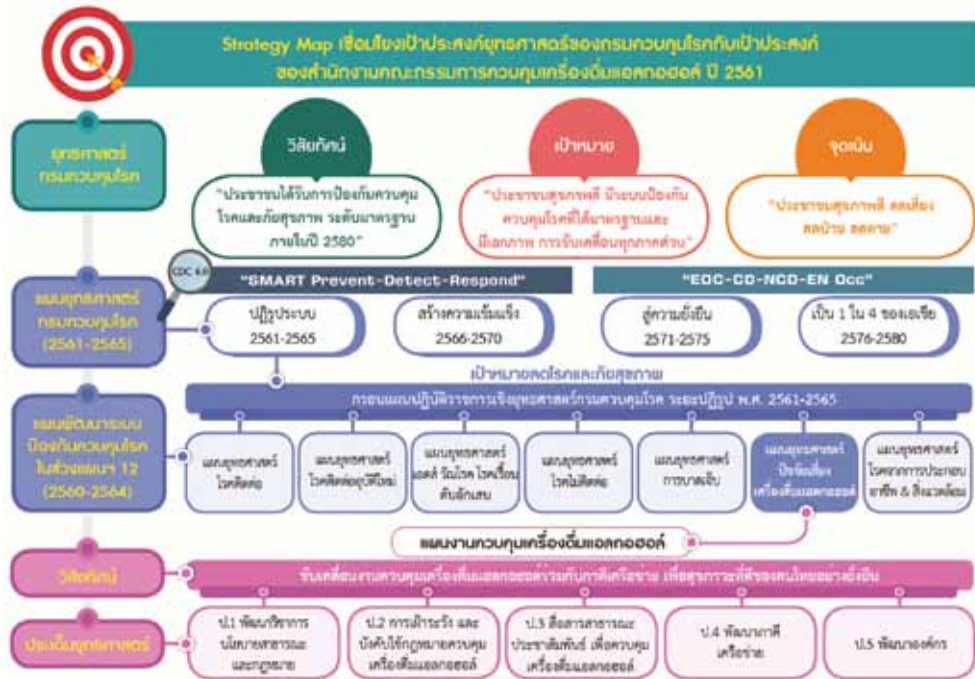 Strategy Map เชื่อมโยงเป้าประสงค์ยุทธศาสตร์ของกรมควบคุมโรคกับเป้าประสงค์
ของสำนักงานคณะกรรมการควบคุมเครื่องดื่มแอลกอฮอล์ ปี 2561
ยุทธศาสตร์
กรมควบคุมโรค
วิสัยทัศน์
"ประชาชนได้รับการป้องกันควบคุม
โรคและภัยสุขภาพ ระดับมาตรฐาน
ภายในปี 2580"
เป้าหมาย
"ประชาชนสุขภาพดี มีระบบป้องกัน
ควบคุมโรคที่ได้มาตรฐานและ
มีเอกภาพ การขับเคลื่อนทุกภาคส่วน"
จุดเน้น
"ประชาชนสุขภาพดี ลดเสี่ยง
ลดป่วย ลดตาย"
แผนยุทธศาสตร์
กรมควบคุมโรค
(2561-2565)
CDC 4.0
"SMART Prevent-Detect-Respond"
"EOC-CD-NCD-EN Occ"
ปฏิรูประบบ
2561-2565
สร้างความเข้มแข็ง
2566-2570
สู่ความยั่งยืน
2571-2575
เป็น 1 ใน 4 ของเอเชีย
2576-2580
เป้าหมายลดโรคและภัยสุขภาพ
กรอบแผนปฏิบัติราชการเชิงยุทธศาสตร์กรมควบคุมโรค ระยะปฏิรูป พ.ศ. 2561-2565
แผนพัฒนาระบบ
ป้องกันควบคุมโรค
ในช่วงแผนฯ 12
(2560-2564)
แผนยุทธศาสตร์
โรคติดต่อ
แผนยุทธศาสตร์
โรคติดต่ออุบัติใหม่
แผนยุทธศาสตร์
เอดส์ วัณโรค โรคเรื้อน
ตับอักเสบ
แผนยุทธศาสตร์
โรคไม่ติดต่อ
แผนยุทธศาสตร์
การบาดเจ็บ
แผนยุทธศาสตร์
ปัจจัยเสี่ยง
เครื่องดื่มแอลกอฮอล์
แผนยุทธศาสตร์
โรคจากการประกอบ
อาชีพ & สิ่งแวดล้อม
แผนงานควบคุมเครื่องดื่มแอลกอฮอล์
วิสัยทัศน์
ขับเคลื่อนงานควบคุมเครื่องดื่มแอลกอฮอล์ร่วมกับภาคีเครือข่าย เพื่อสุขภาวะที่ดีของคนไทยอย่างยั่งยืน
ประเด็นยุทธศาสตร์
ป.1 พัฒนาวิชาการ
นโยบายสาธารณะ
และกฎหมาย
ป.2 การเฝ้าระวัง และ
บังคับใช้กฎหมายควบคุม
เครื่องดื่มแอลกอฮอล์
ป.3 สื่อสารสาธารณะ
ประชาสัมพันธ์ เพื่อควบคุม
เครื่องดื่มแอลกอฮอล์
ป.4 พัฒนาภาคี
เครือข่าย
ป.5 พัฒนาองค์กร